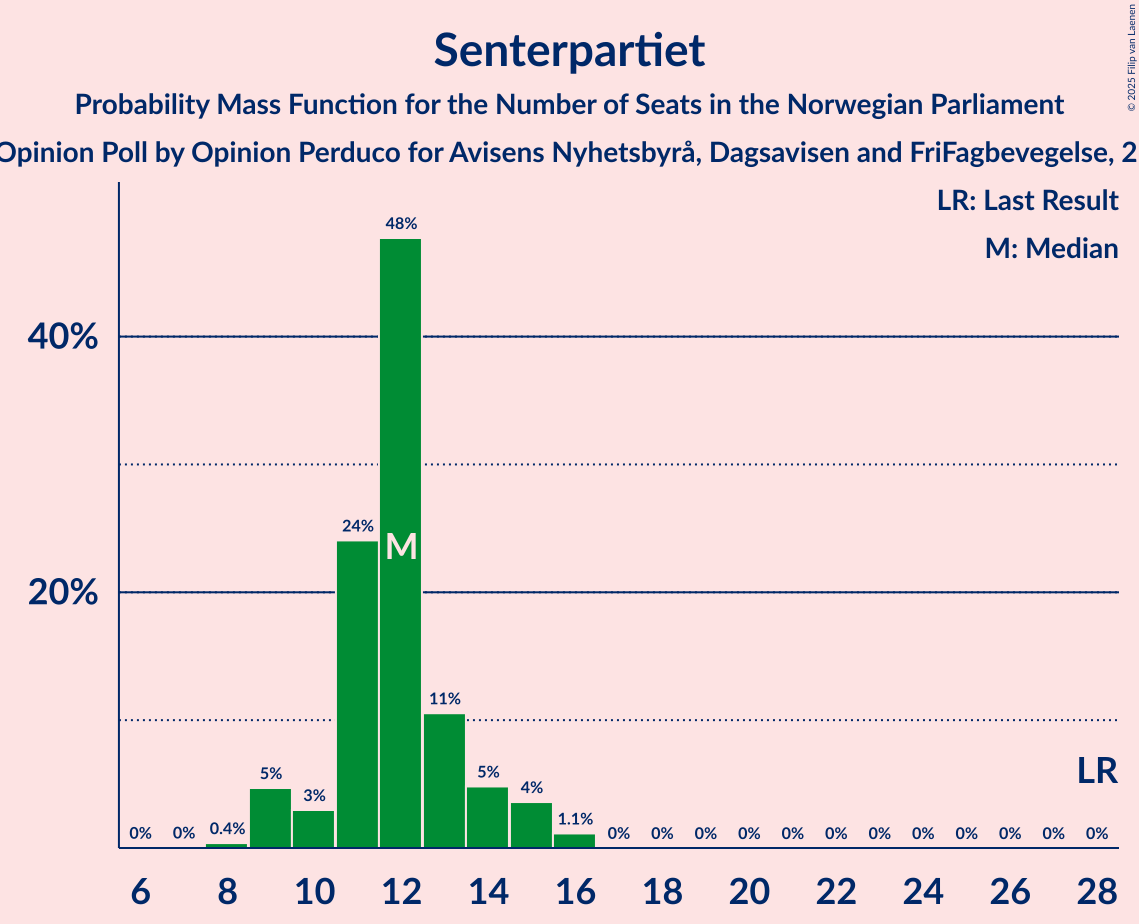 Senterpartiet
Probability Mass Function for the Number of Seats in the Norwegian Parliament
Opinion Poll by Opinion Perduco for Avisens Nyhetsbyrå, Dagsavisen and FriFagbevegelse, 2
© 2025 Filip van Laenen
LR: Last Result
M: Median
48%
40%
24%
M
20%
11%
LR
5%
3%
5%
4%
0% 0% 0.4% 1.1% 0% 0% 0% 0% 0% 0% 0% 0% 0% 0% 0% 0%
6 8 10 12 14 16 18 20 22 24 26 28